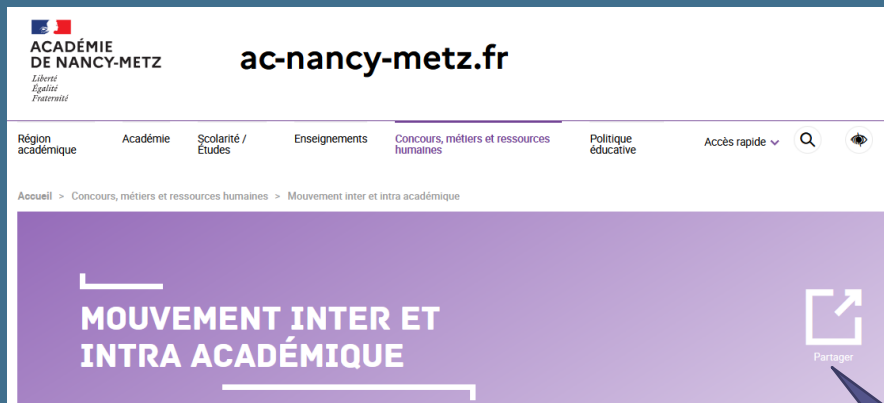 ACADÉMIE
DE NANCY-METZ
Liberté
Égalité
Fraternité
ac-nancy-metz.fr
Région
académique
Académie
Scolarité /
Études
Enseignements
Concours, métiers et ressources
humaines
Politique
éducative
Accès rapide
Accueil > Concours, métiers et ressources humaines > Mouvement inter et intra académique
MOUVEMENT INTER ET
INTRA ACADÉMIQUE
Partager